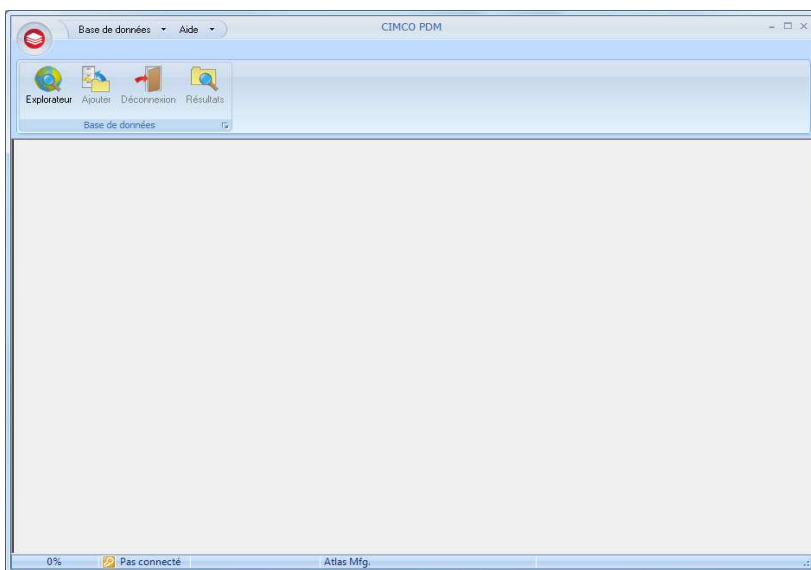 Base de données Aide CIMCO PDM
Explorateur Ajouter Déconnexion Résultats
Base de données
0% Pas connecté Atlas Mfg.